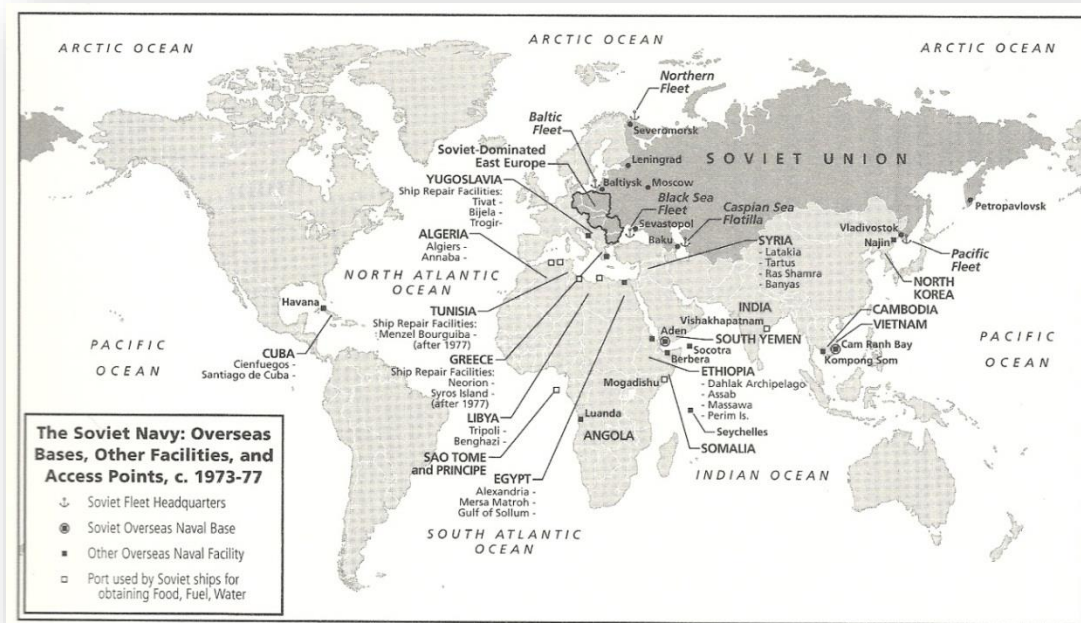 ARCTIC OCEAN
ARCTIC OCEAN
ARCTIC OCEAN
Northern
Fleet
Severomorsk
Baltic
Fleet
Leningrad
SOVIET UNION
Soviet-Dominated
East Europe
Baltiysk
Moscow
YUGOSLAVIA
Ship Repair Facilities:
Tivat -
Bijela -
Trogir-
Black Sea
Fleet
Sevastopol
Caspian Sea
Flotilla
Baku
Petropavlovsk
Vladivostok
Najin
Pacific
Fleet
NORTH
KOREA
ALGERIA
Algiers -
Annaba -
SYRIA
- Latakia
- Tartus
- Ras Shamra
- Banyas
NORTH ATLANTIC
OCEAN
Havana
CUBA
Cienfuegos -
Santiago de Cuba -
PACIFIC
OCEAN
TUNISIA
Ship Repair Facilities:
Menzel Bourguiba -
(after 1977)
GREECE
Ship Repair Facilities:
Neorion -
Syros Island -
(after 1977)
LIBYA
Tripoli -
Benghazi -
SAO TOME
and PRINCIPE
EGYPT
Alexandria -
Mersa Matroh -
Gulf of Sollum -
INDIA
Vishakhapatnam
Aden
SOUTH YEMEN
Socotra
Berbera
ETHIOPIA
- Dahlak Archipelago
- Assab
- Massawa
- Perim Is.
Mogadishu
Seychelles
SOMALIA
Luanda
ANGOLA
CAMBODIA
VIETNAM
Cam Ranh Bay
Kompong Som
PACIFIC
OCEAN
INDIAN OCEAN
SOUTH ATLANTIC
OCEAN
The Soviet Navy: Overseas
Bases, Other Facilities, and
Access Points, c. 1973-77
Soviet Fleet Headquarters
Soviet Overseas Naval Base
Other Overseas Naval Facility
Port used by Soviet ships for
obtaining Food, Fuel, Water